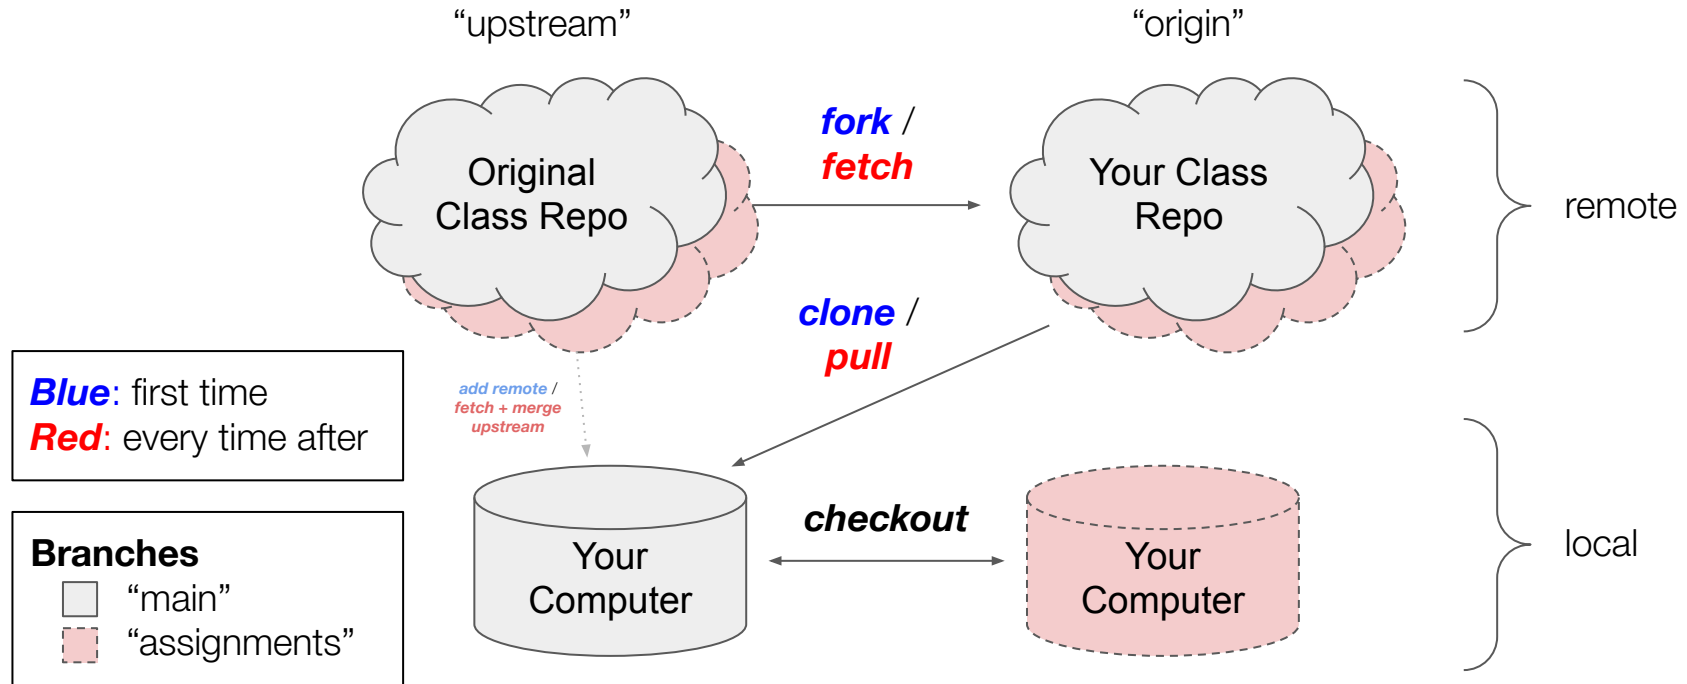 “upstream”
“origin”
Original
Class Repo
fork /
fetch
Your Class
Repo
remote
clone /
pull
add remote /
fetch + merge
upstream
Blue: first time
Red: every time after
checkout
Your
Computer
Your
Computer
local
Branches
“main”
“assignments”